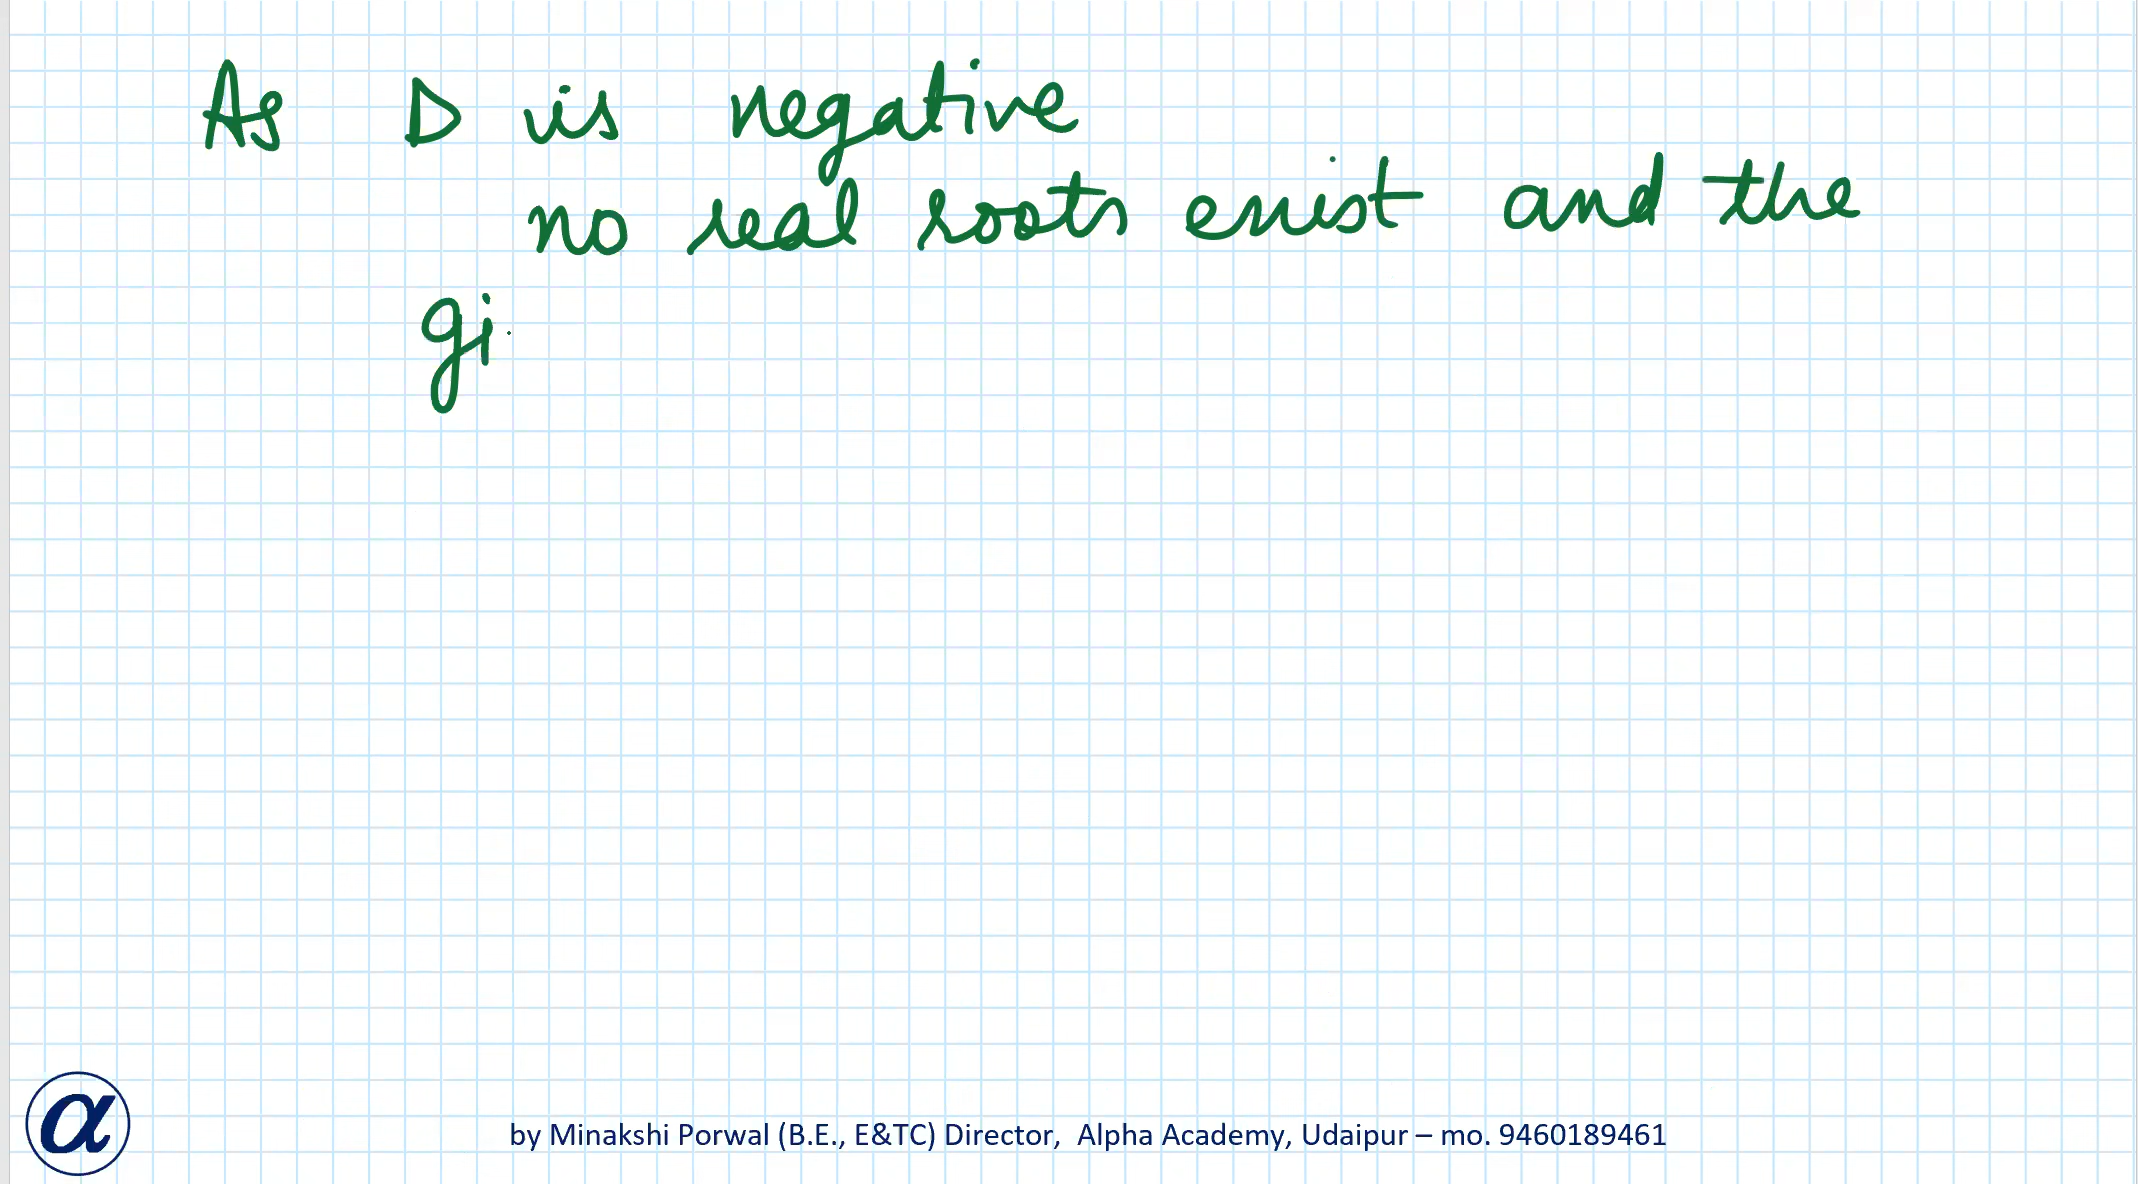 As D is negative
no real roots exist and the
gi
α
by Minakshi Porwal (B.E., E&TC) Director, Alpha Academy, Udaipur – mo. 9460189461